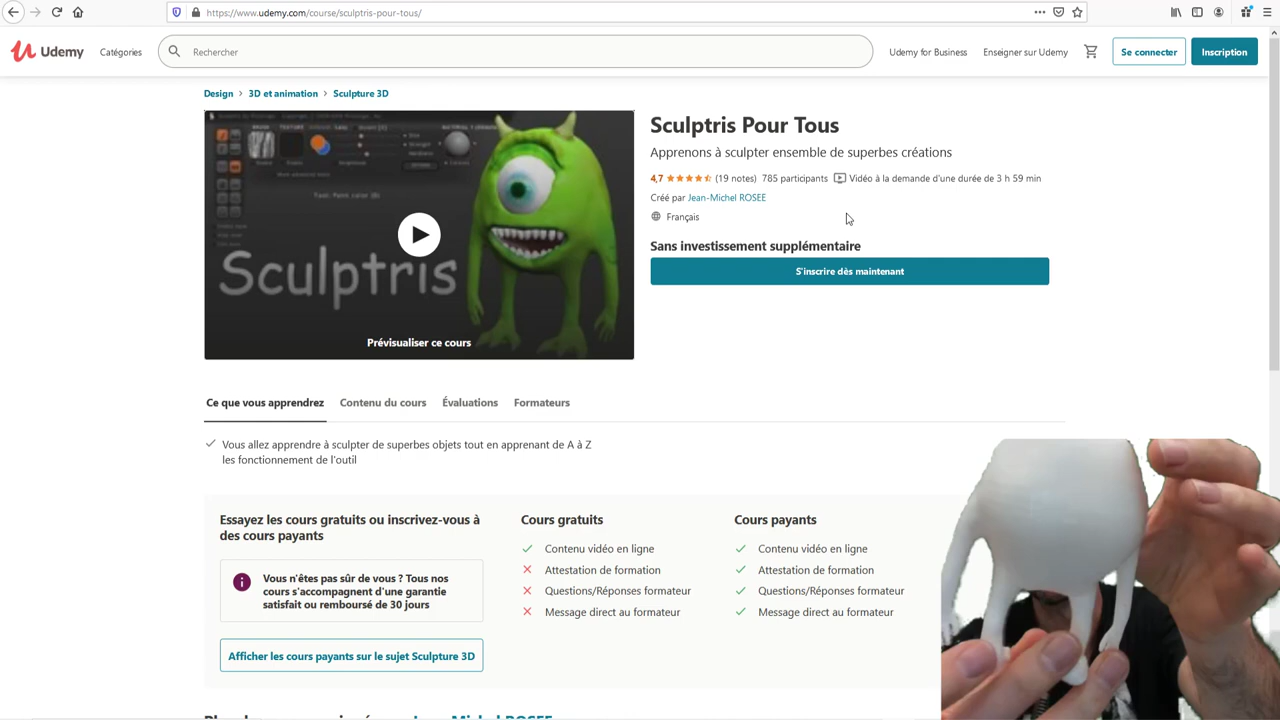 https://www.udemy.com/course/sculptris-pour-tous/
Udemy
Catégories
Rechercher
Udemy for Business
Enseigner sur Udemy
Se connecter
Inscription
Design > 3D et animation > Sculpture 3D
Sculptris
Prévisualiser ce cours
Sculptris Pour Tous
Apprenons à sculpter ensemble de superbes créations
4,7 (19 notes) 785 participants Vidéo à la demande d'une durée de 3 h 59 min
Créé par Jean-Michel ROSEE
Français
Sans investissement supplémentaire
S'inscrire dès maintenant
Ce que vous apprendrez
Contenu du cours
Évaluations
Formateurs
Vous allez apprendre à sculpter de superbes objets tout en apprenant de A à Z
les fonctionnement de l'outil
Essayez les cours gratuits ou inscrivez-vous à
des cours payants
Vous n'êtes pas sûr de vous ? Tous nos
cours s'accompagnent d'une garantie
satisfait ou remboursé de 30 jours
Afficher les cours payants sur le sujet Sculpture 3D
Cours gratuits
Contenu vidéo en ligne
Attestation de formation
Questions/Réponses formateur
Message direct au formateur
Cours payants
Contenu vidéo en ligne
Attestation de formation
Questions/Réponses formateur
Message direct au formateur